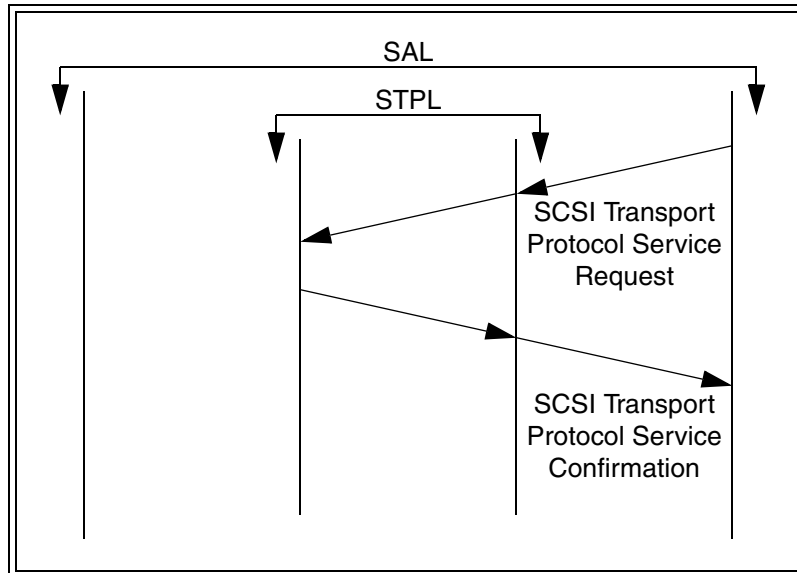 SAL
STPL
SCSI Transport
Protocol Service
Request
SCSI Transport
Protocol Service
Confirmation